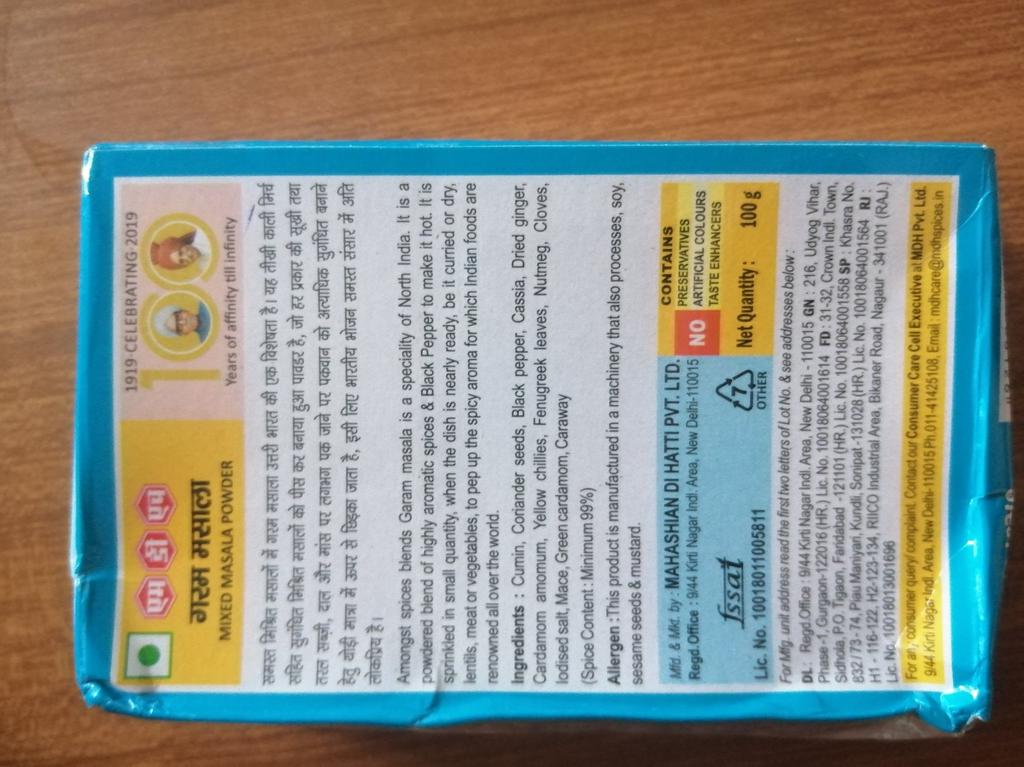 एम डी एच
गरम मसाला
MIXED MASALA POWDER
1919-CELEBRATING-2019
100
Years of affinity till infinity
समस्त मिश्रित मसालों में गरम मसाला उत्तरी भारत की एक विशेषता है। यह तीखी काली मिर्च
सहित सुगंधित मिश्रित मसालों को पीस कर बनाया हुआ पावडर है, जो हर प्रकार की सूखी तथा
तरल सब्जी, दाल और मांस पर लगभग पक जाने पर पकवान को अत्याधिक सुगंधित बनाने
हेतु थोड़ी मात्रा में ऊपर से छिड़का जाता है, इसी लिए भारतीय भोजन समस्त संसार में अति
लोकप्रिय है।
Amongst spices blends Garam masala is a speciality of North India. It is a
powdered blend of highly aromatic spices & Black Pepper to make it hot. It is
sprinkled in small quantity, when the dish is nearly ready, be it curried or dry,
lentils, meat or vegetables, to pep up the spicy aroma for which Indian foods are
renowned all over the world.
Ingredients : Cumin, Coriander seeds, Black pepper, Cassia, Dried ginger,
Cardamom amomum, Yellow chillies, Fenugreek leaves, Nutmeg, Cloves,
Iodised salt, Mace, Green cardamom, Caraway
(Spice Content : Minimum 99%)
Allergen : This product is manufactured in a machinery that also processes, soy,
sesame seeds & mustard.
Mfd. & Mkt. by : MAHASHIAN DI HATTI PVT. LTD.
Regd. Office : 9/44 Kirti Nagar Indl. Area, New Delhi-110015
fssai
Lic. No. 10018011005811
7
OTHER
CONTAINS
NO
PRESERVATIVES
ARTIFICIAL COLOURS
TASTE ENHANCERS
Net Quantity : 100 g
For Mfg. unit address read the first two letters of Lot No. & see addresses below :
DL : Regd. Office : 9/44 Kirti Nagar Indl. Area, New Delhi - 110015 GN : 216, Udyog Vihar,
Phase -1, Gurgaon-122016 (HR.) Lic. No. 10018064001614 FD : 31-32, Crown Indl. Town,
Sidhola, P.O. Tigaon, Faridabad -121101 (HR.) Lic. No. 10018064001558 SP : Khasra No.
832 / 73-74, Piau Maniyari, Kundli, Sonipat -131028 (HR.) Lic. No. 10018064001564 RJ :
H1 - 116-122, H2-123-134, RIICO Industrial Area, Bikaner Road, Nagaur - 341001 (RAJ.)
Lic. No. 10018013001696
For any consumer query/complaint. Contact our Consumer Care Cell Executive at MDH Pvt. Ltd.
9/44 Kirti Nagar Indl. Area, New Delhi-110015 Ph.011-41425108, Email : mdhcare@mdhspices.in